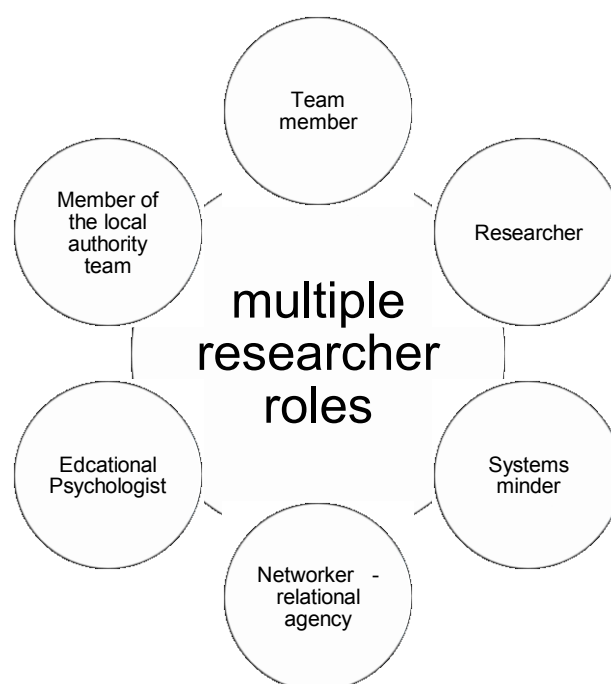 Team
member
Researcher
Systems
minder
Networker -
relational
agency
Edcational
Psychologist
Member of
the local
authority
team
multiple
researcher
roles